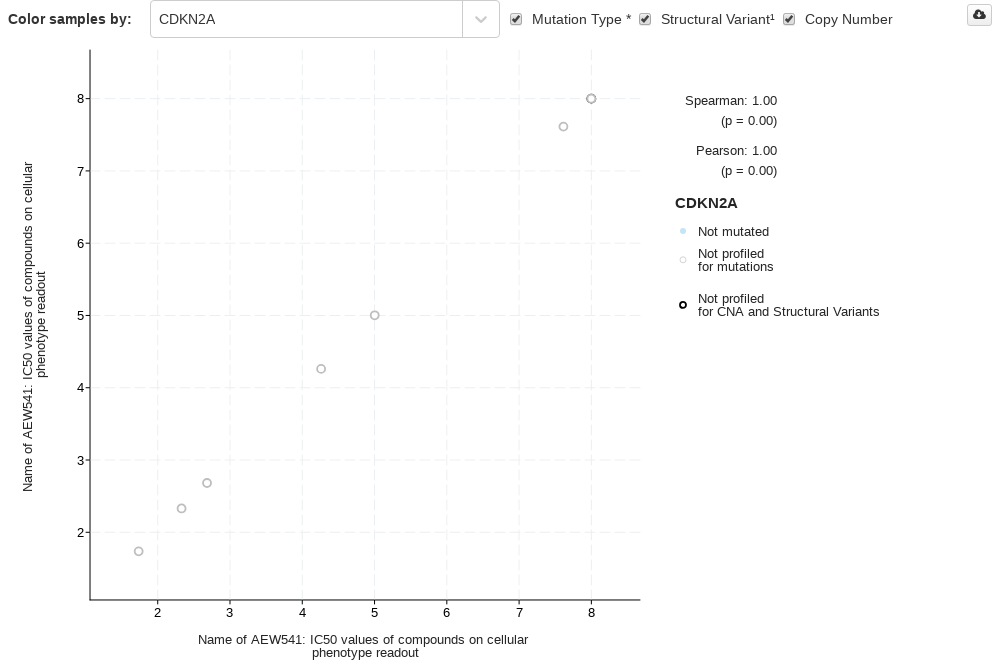 Color samples by:
CDKN2A
Mutation Type *
Structural Variant¹
Copy Number
8
7
6
5
4
3
2
Name of AEW541: IC50 values of compounds on cellular
phenotype readout
2
3
4
5
6
7
8
Name of AEW541: IC50 values of compounds on cellular
phenotype readout
Spearman: 1.00
(p = 0.00)
Pearson: 1.00
(p = 0.00)
CDKN2A
Not mutated
Not profiled
for mutations
Not profiled
for CNA and Structural Variants